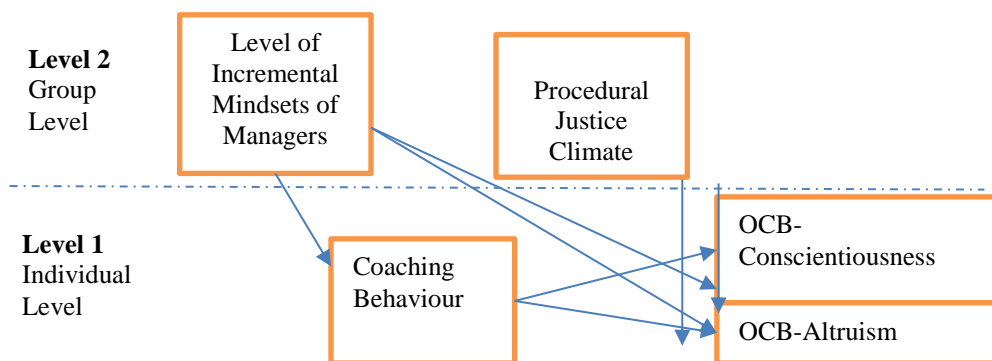 Level 2
Group
Level
Level of
Incremental
Mindsets of
Managers
Procedural
Justice
Climate
Level 1
Individual
Level
Coaching
Behaviour
OCB-
Conscientiousness
OCB-Altruism